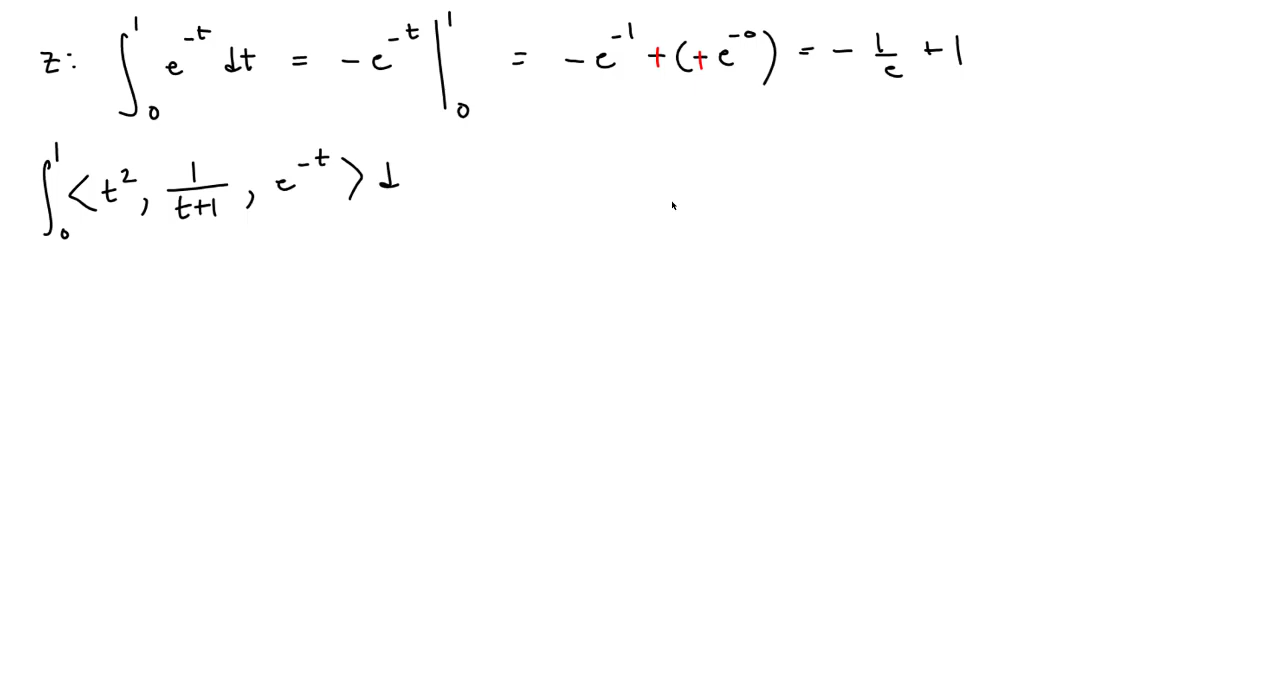 z: ∫₀¹ e^{-t} dt = -e^{-t} |₀¹ = -e^{-1} + (+e^{-0}) = -1/e + 1
∫₀¹ ⟨t², 1/(t+1), e^{-t}⟩ d